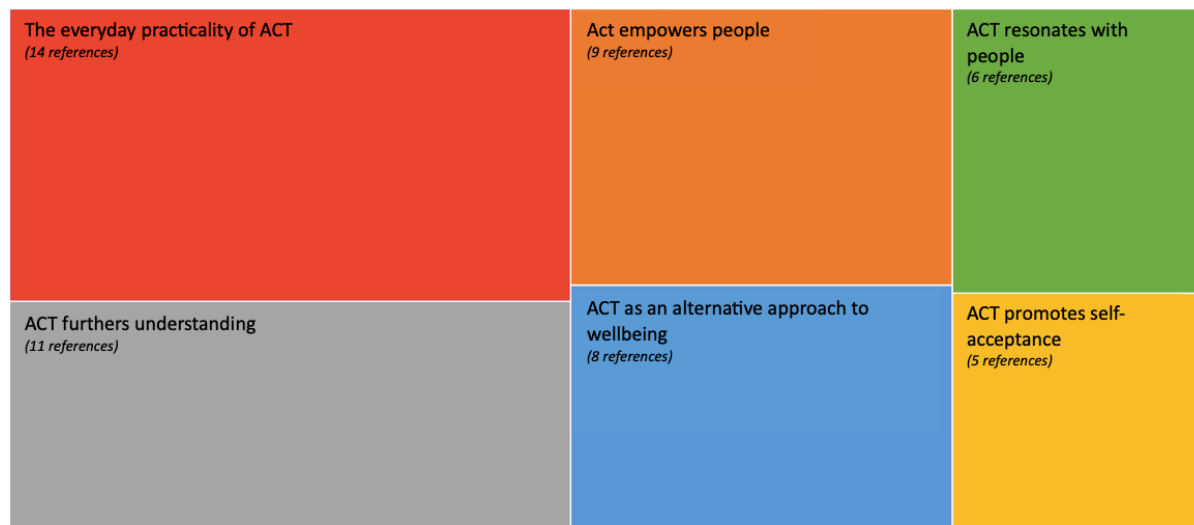 The everyday practicality of ACT
(14 references)
Act empowers people
(9 references)
ACT resonates with
people
(6 references)
ACT furthers understanding
(11 references)
ACT as an alternative approach to
wellbeing
(8 references)
ACT promotes self-
acceptance
(5 references)